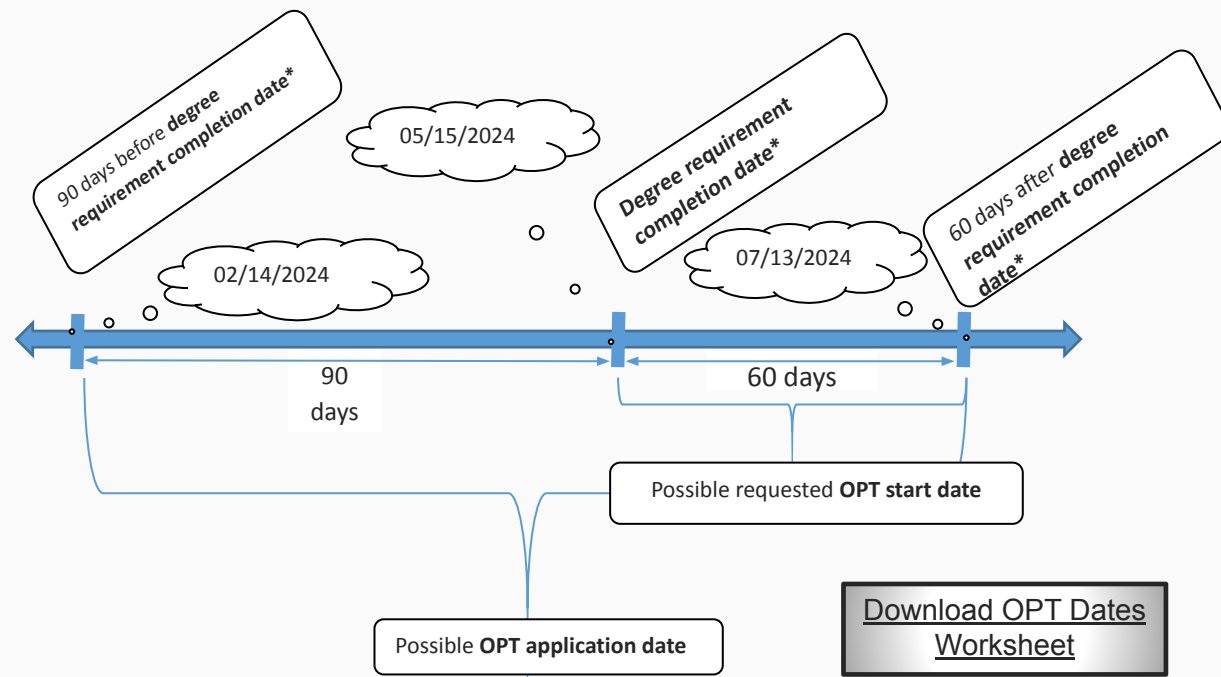 90 days before degree
requirement completion date*
05/15/2024
Degree requirement
completion date*
60 days after degree
requirement completion
date*
02/14/2024
07/13/2024
90
days
60 days
Possible requested OPT start date
Possible OPT application date
Download OPT Dates
Worksheet